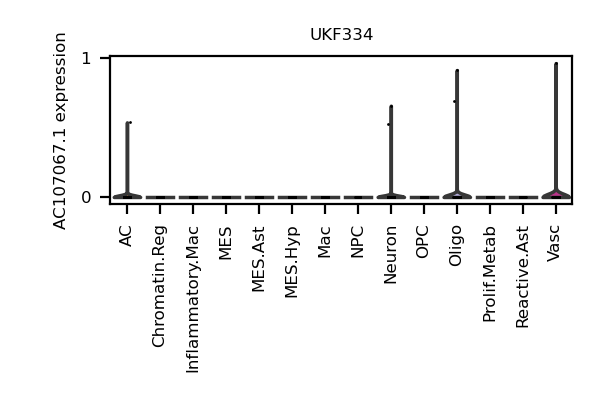 UKF334
AC107067.1 expression
1
0
AC
Chromatin.Reg
Inflammatory.Mac
MES
MES.Ast
MES.Hyp
Mac
NPC
Neuron
OPC
Oligo
Prolif.Metab
Reactive.Ast
Vasc